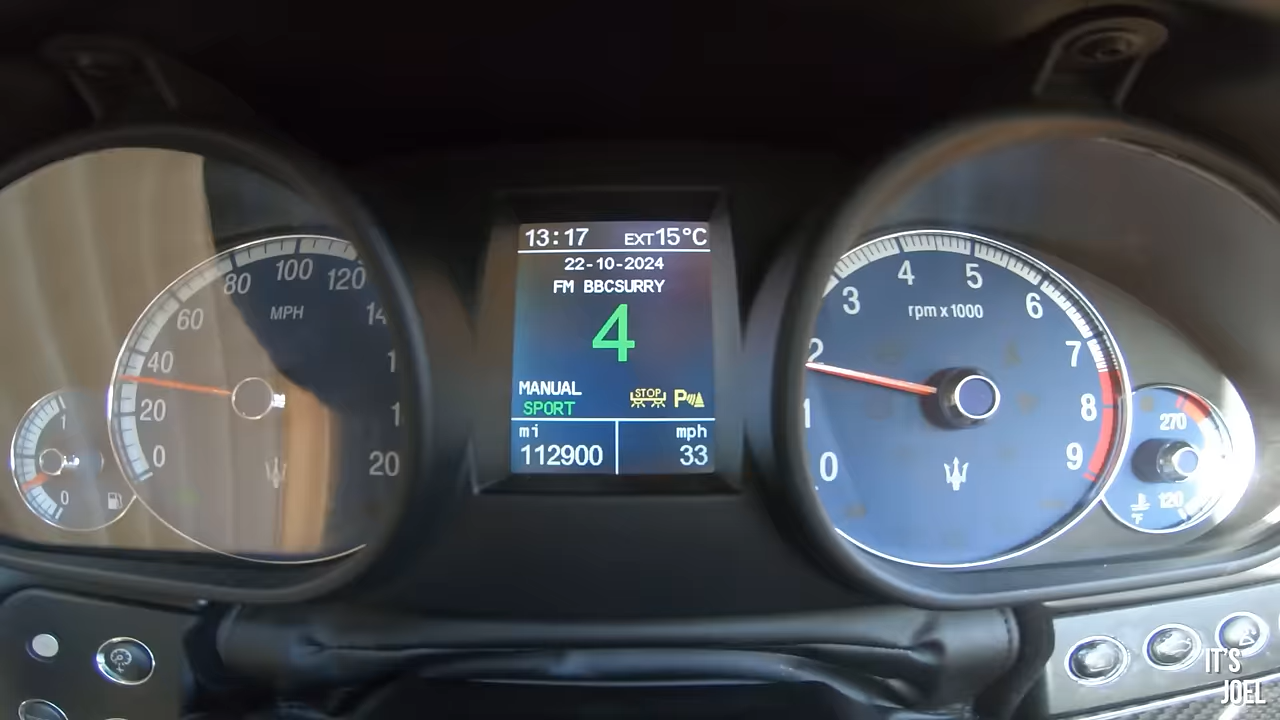 13:17 EXT 15°C
22-10-2024
FM BBCSURRY
4
MANUAL
SPORT
STOP
P
mi mph
112900 33
0
20
40
60
80
100
120
MPH
20
1
0
0
1
2
3
4
5
6
7
8
9
rpm x 1000
270
120
°F
IT'S
JOEL